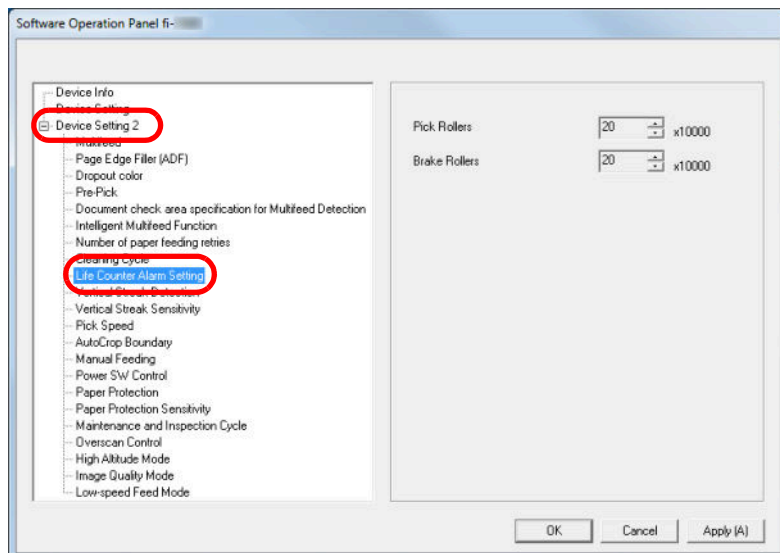 Software Operation Panel fi-
Device Info
Device Setting
Device Setting 2
Multifeed
Page Edge Filler (ADF)
Dropout color
Pre-Pick
Document check area specification for Multifeed Detection
Intelligent Multifeed Function
Number of paper feeding retries
Cleaning Cycle
Life Counter Alarm Setting
Vertical Streak Detection
Vertical Streak Sensitivity
Pick Speed
AutoCrop Boundary
Manual Feeding
Power SW Control
Paper Protection
Paper Protection Sensitivity
Maintenance and Inspection Cycle
Overscan Control
High Altitude Mode
Image Quality Mode
Low-speed Feed Mode
Pick Rollers 20 x10000
Brake Rollers 20 x10000
OK Cancel Apply (A)